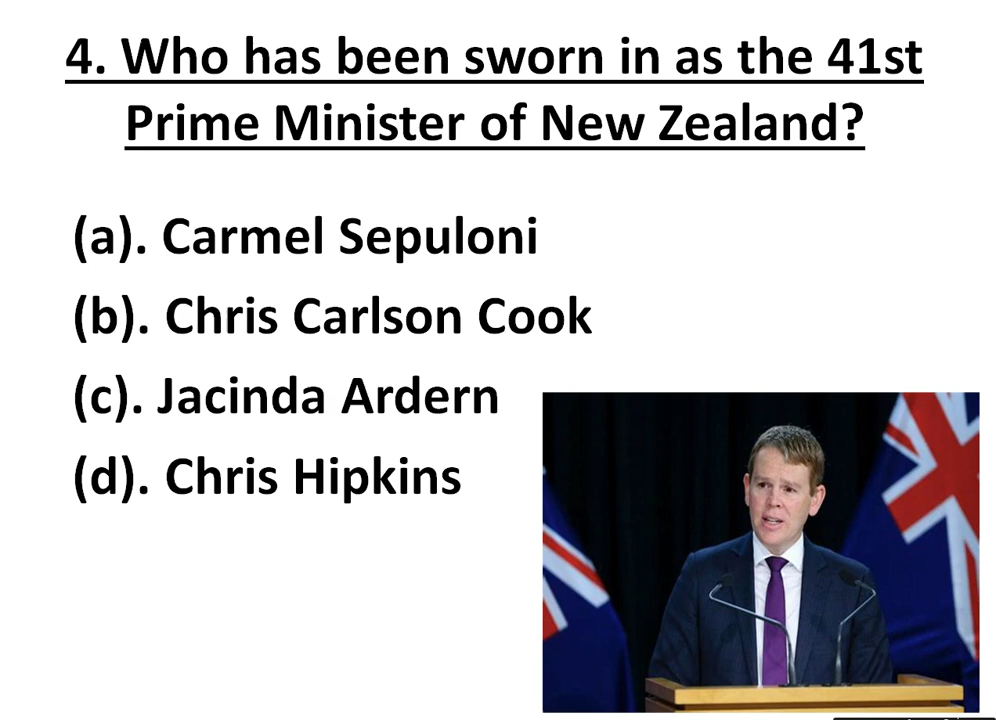 4. Who has been sworn in as the 41st
Prime Minister of New Zealand?
(a). Carmel Sepuloni
(b). Chris Carlson Cook
(c). Jacinda Ardern
(d). Chris Hipkins